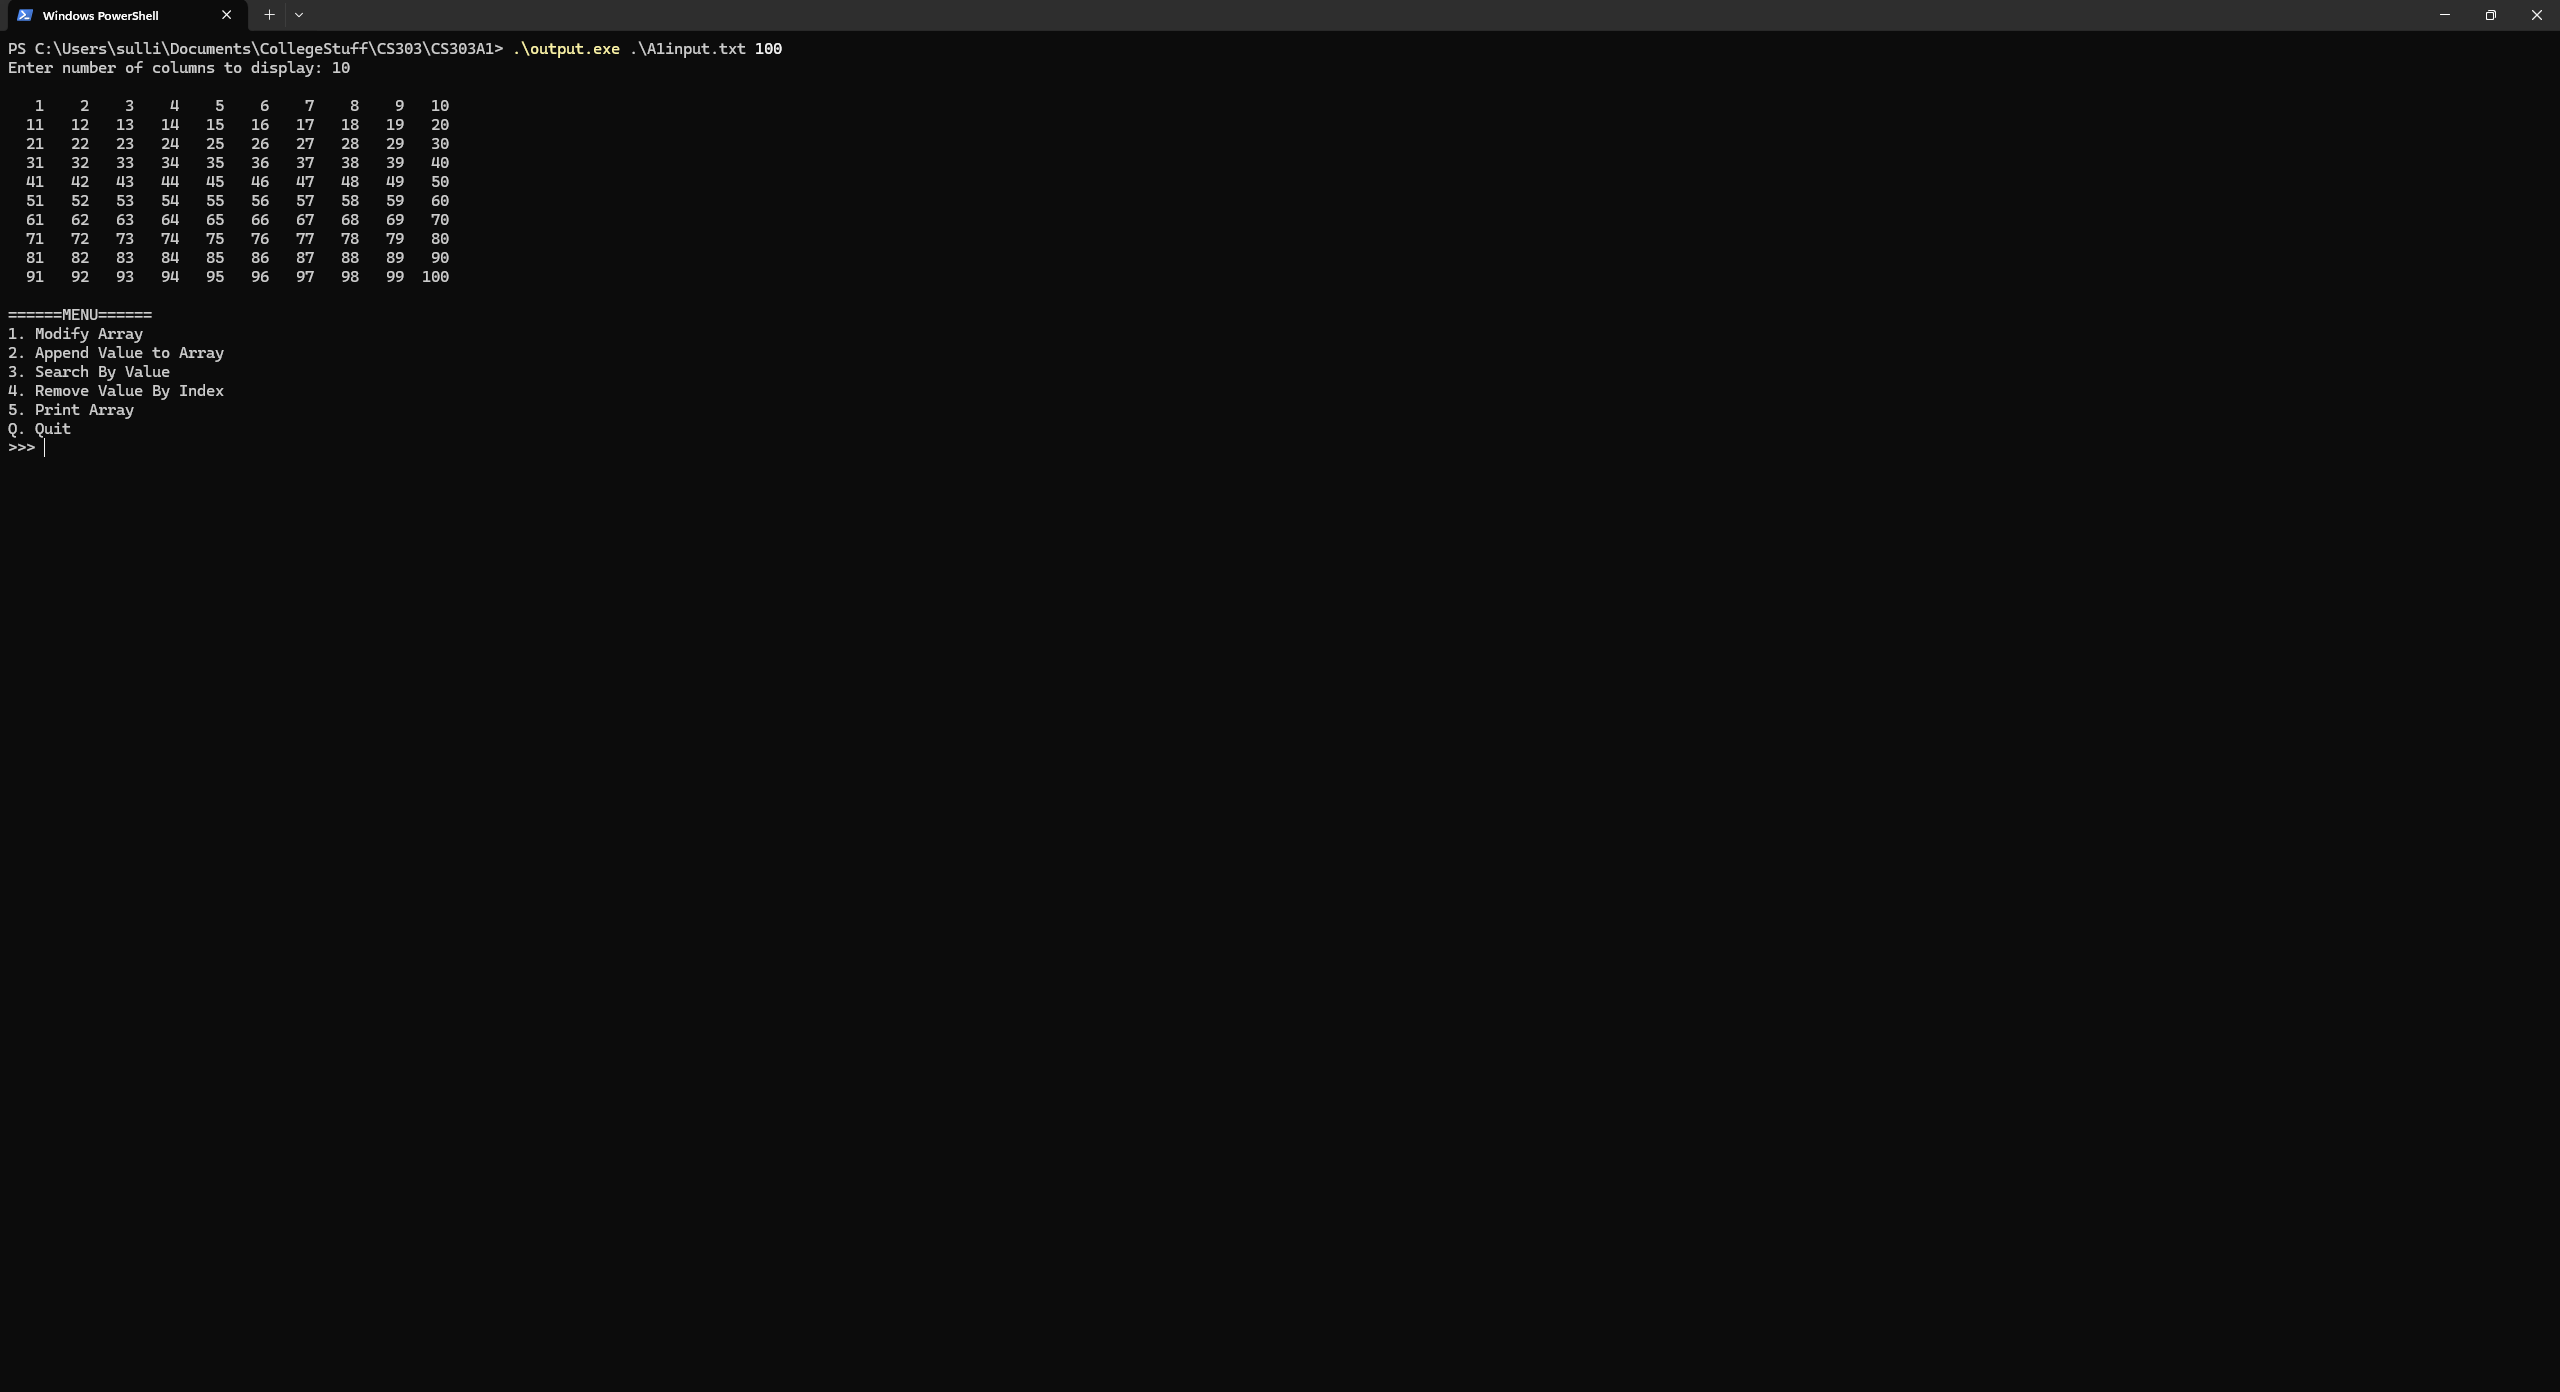 Windows PowerShell
PS C:\Users\sulli\Documents\CollegeStuff\CS303\CS303A1> .\output.exe .\A1input.txt 100
Enter number of columns to display: 10
1 2 3 4 5 6 7 8 9 10
11 12 13 14 15 16 17 18 19 20
21 22 23 24 25 26 27 28 29 30
31 32 33 34 35 36 37 38 39 40
41 42 43 44 45 46 47 48 49 50
51 52 53 54 55 56 57 58 59 60
61 62 63 64 65 66 67 68 69 70
71 72 73 74 75 76 77 78 79 80
81 82 83 84 85 86 87 88 89 90
91 92 93 94 95 96 97 98 99 100
======MENU======
1. Modify Array
2. Append Value to Array
3. Search By Value
4. Remove Value By Index
5. Print Array
Q. Quit
>>>